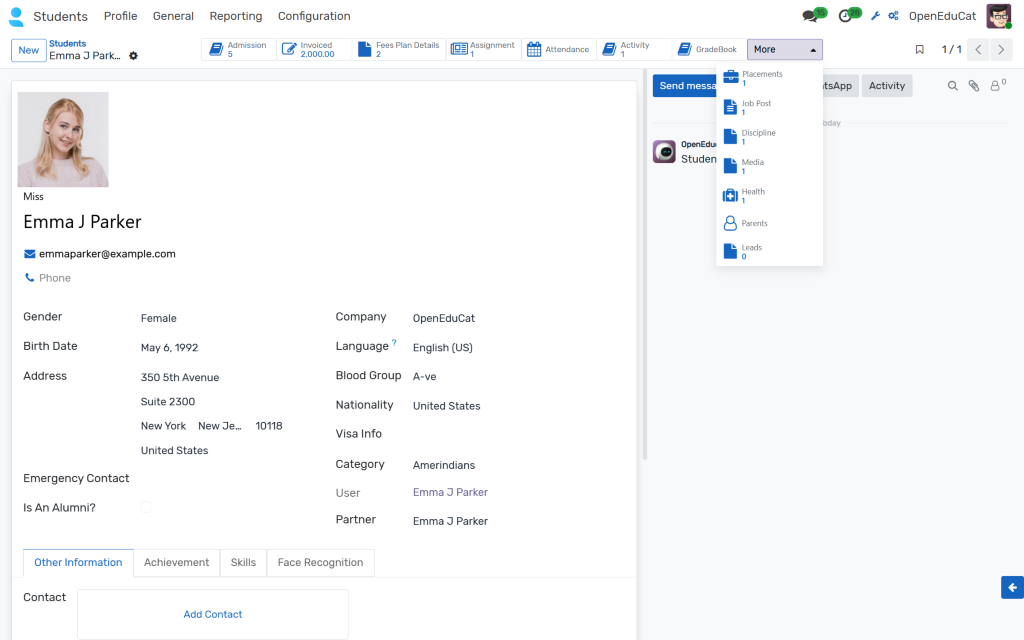 Students Profile General Reporting Configuration 15 28 OpenEduCat
New Students Emma J Park... Admission 5 Invoiced 2,000.00 Fees Plan Details 2 Assignment 1 Attendance Activity 1 GradeBook More 1 / 1
Send messa tsApp Activity 0
Placements
1
Job Post
1
Discipline
1
Media
1
Health
1
Parents
Leads
0
oday
OpenEdu
Studen
Miss
Emma J Parker
emmaparker@example.com
Phone
Gender Female
Birth Date May 6, 1992
Address 350 5th Avenue
Suite 2300
New York New Je... 10118
United States
Emergency Contact
Is An Alumni?
Company OpenEduCat
Language ? English (US)
Blood Group A-ve
Nationality United States
Visa Info
Category Amerindians
User Emma J Parker
Partner Emma J Parker
Other Information Achievement Skills Face Recognition
Contact Add Contact